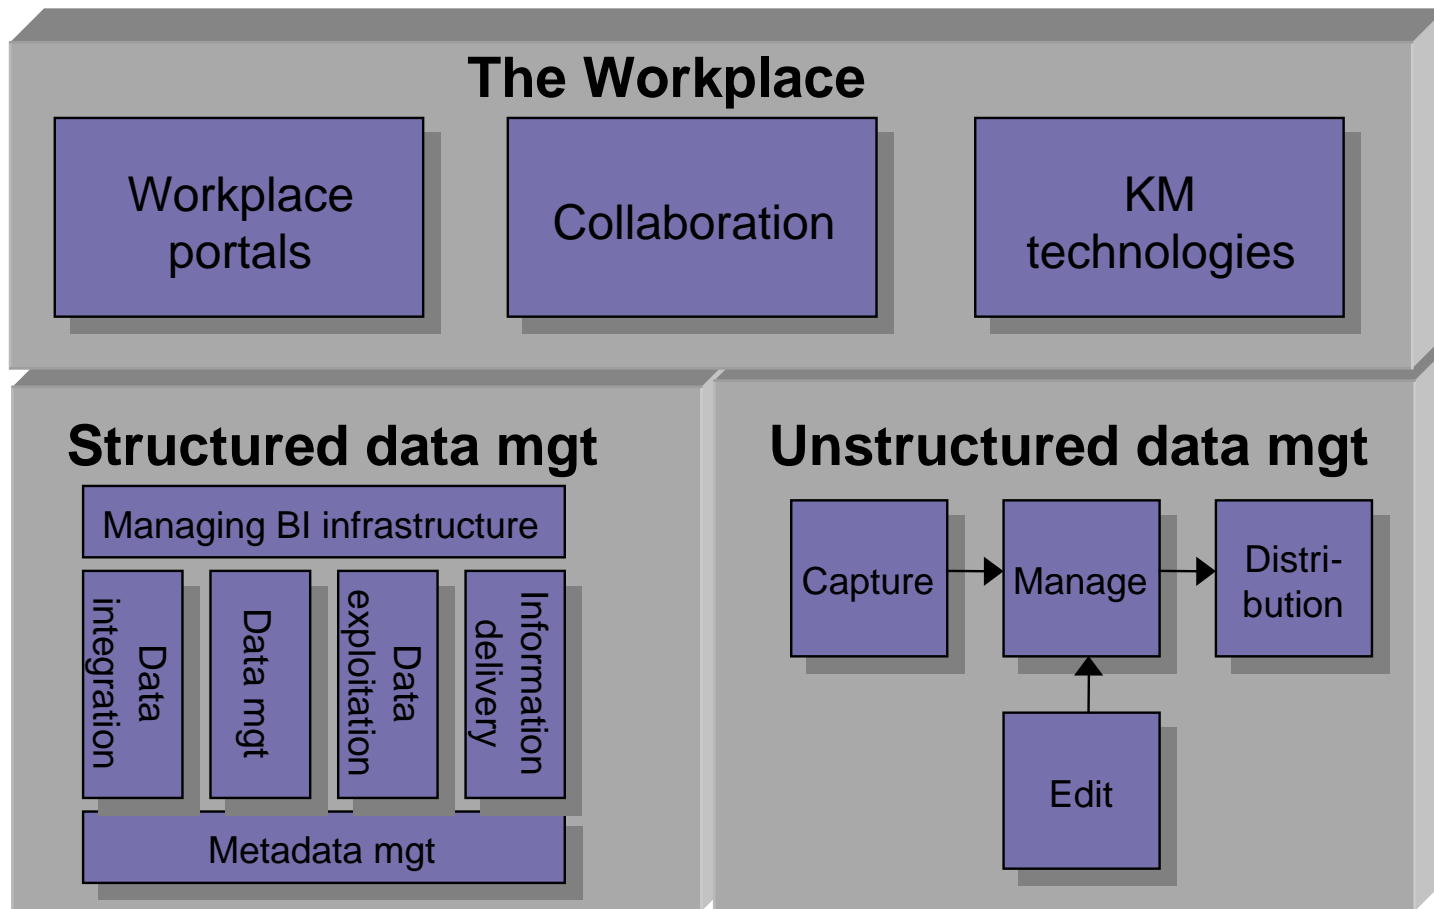 The Workplace
Workplace
portals
Collaboration
KM
technologies
Structured data mgt
Managing BI infrastructure
Data
integration
Data mgt
Data
exploitation
Information
delivery
Metadata mgt
Unstructured data mgt
Capture
Manage
Distri-
bution
Edit